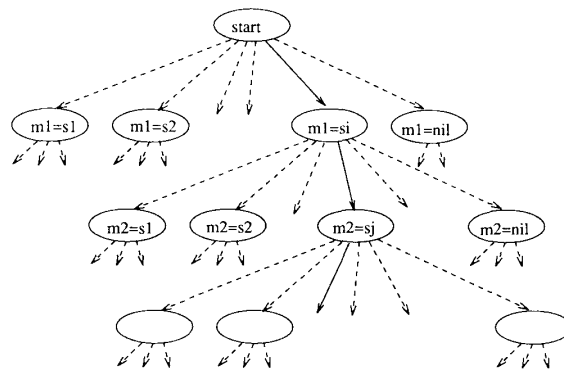 start
m1=s1
m1=s2
m1=si
m1=nil
m2=s1
m2=s2
m2=sj
m2=nil